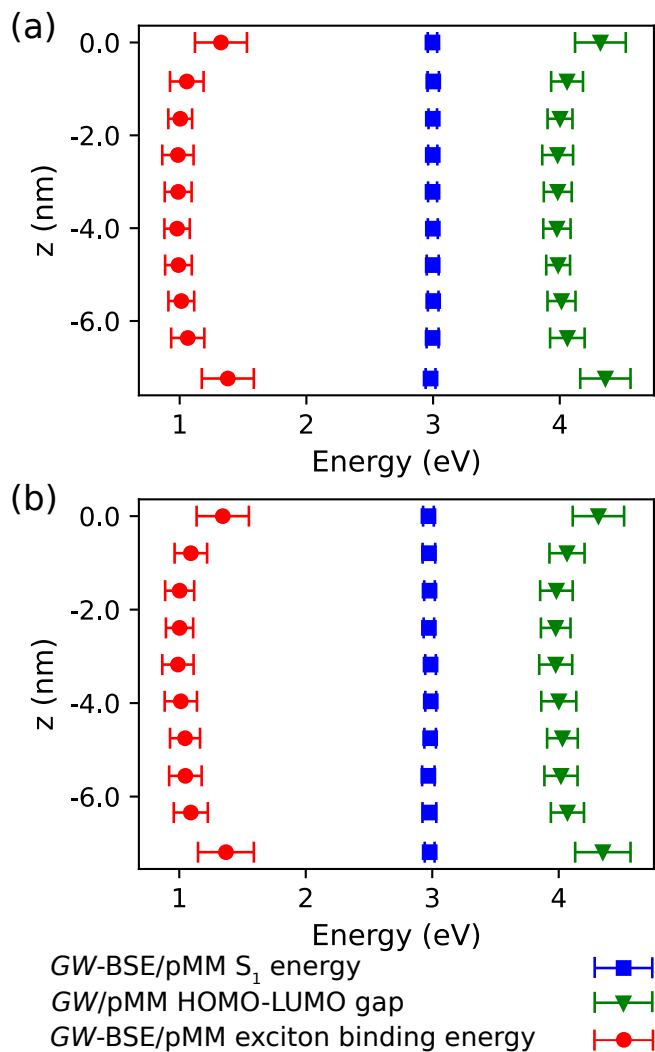 (a)
0.0
-2.0
-4.0
-6.0
z (nm)
1 2 3 4
Energy (eV)
(b)
0.0
-2.0
-4.0
-6.0
z (nm)
1 2 3 4
Energy (eV)
GW-BSE/pMM S₁ energy
GW/pMM HOMO-LUMO gap
GW-BSE/pMM exciton binding energy